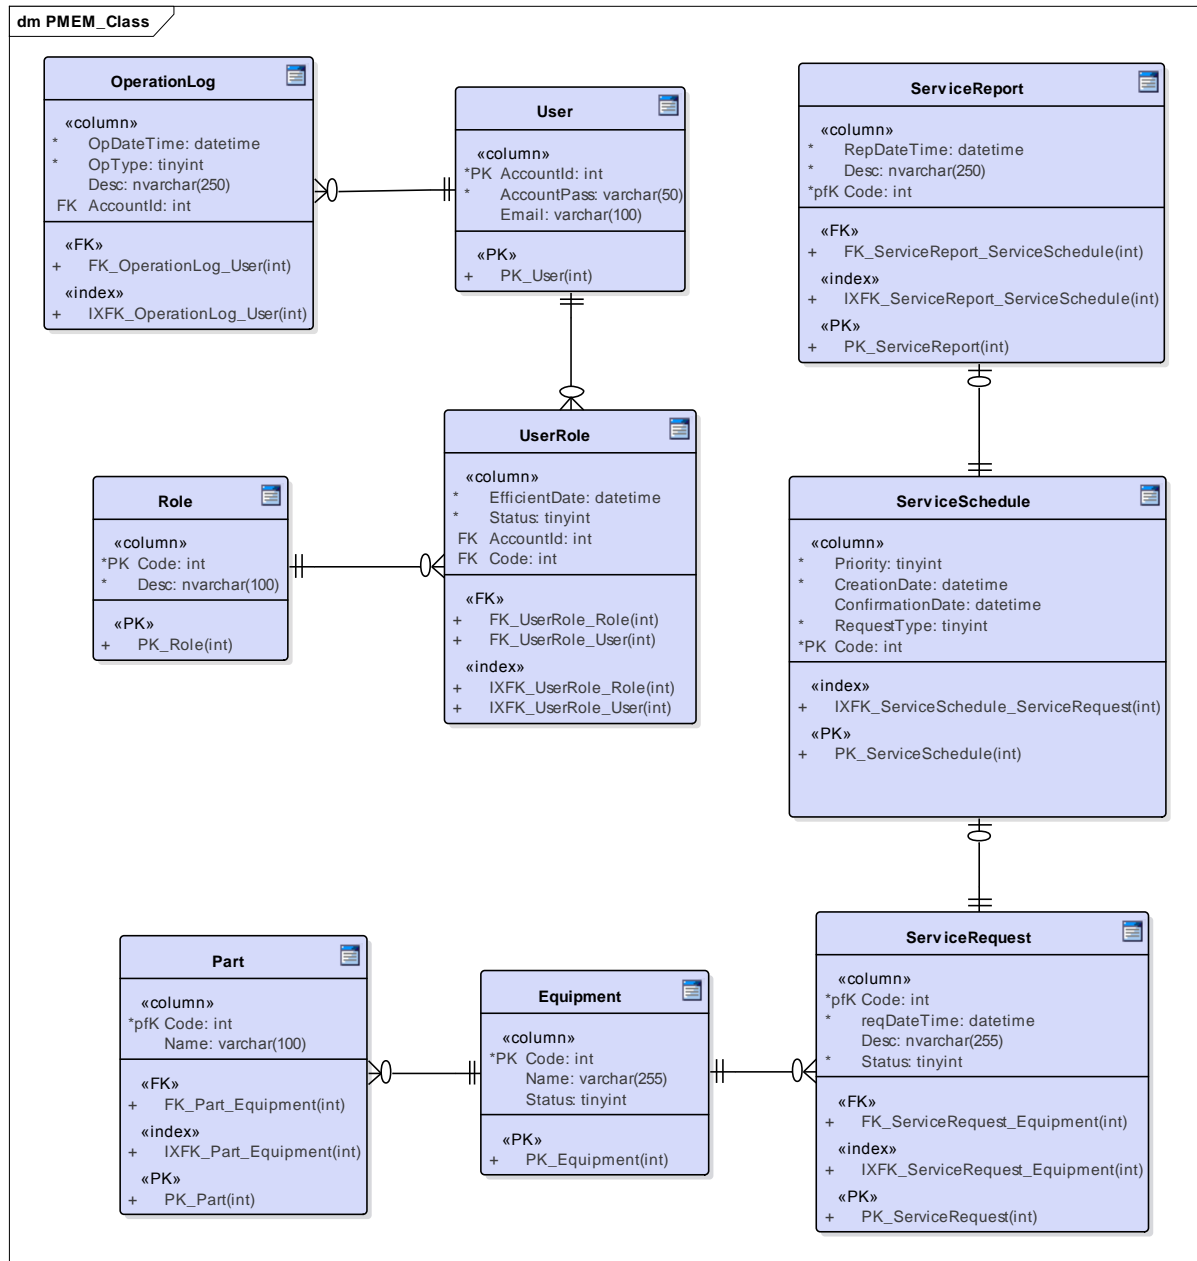 dm PMEM_Class
OperationLog
«column»
* OpDateTime: datetime
* OpType: tinyint
Desc: nvarchar(250)
FK AccountId: int
«FK»
+ FK_OperationLog_User(int)
«index»
+ IXFK_OperationLog_User(int)
User
«column»
*PK AccountId: int
* AccountPass: varchar(50)
Email: varchar(100)
«PK»
+ PK_User(int)
ServiceReport
«column»
* RepDateTime: datetime
* Desc: nvarchar(250)
*pfK Code: int
«FK»
+ FK_ServiceReport_ServiceSchedule(int)
«index»
+ IXFK_ServiceReport_ServiceSchedule(int)
«PK»
+ PK_ServiceReport(int)
Role
«column»
*PK Code: int
* Desc: nvarchar(100)
«PK»
+ PK_Role(int)
UserRole
«column»
* EfficientDate: datetime
* Status: tinyint
FK AccountId: int
FK Code: int
«FK»
+ FK_UserRole_Role(int)
+ FK_UserRole_User(int)
«index»
+ IXFK_UserRole_Role(int)
+ IXFK_UserRole_User(int)
ServiceSchedule
«column»
* Priority: tinyint
* CreationDate: datetime
ConfirmationDate: datetime
* RequestType: tinyint
*PK Code: int
«index»
+ IXFK_ServiceSchedule_ServiceRequest(int)
«PK»
+ PK_ServiceSchedule(int)
Part
«column»
*pfK Code: int
Name: varchar(100)
«FK»
+ FK_Part_Equipment(int)
«index»
+ IXFK_Part_Equipment(int)
«PK»
+ PK_Part(int)
Equipment
«column»
*PK Code: int
Name: varchar(255)
Status: tinyint
«PK»
+ PK_Equipment(int)
ServiceRequest
«column»
*pfK Code: int
* reqDateTime: datetime
Desc: nvarchar(255)
* Status: tinyint
«FK»
+ FK_ServiceRequest_Equipment(int)
«index»
+ IXFK_ServiceRequest_Equipment(int)
«PK»
+ PK_ServiceRequest(int)